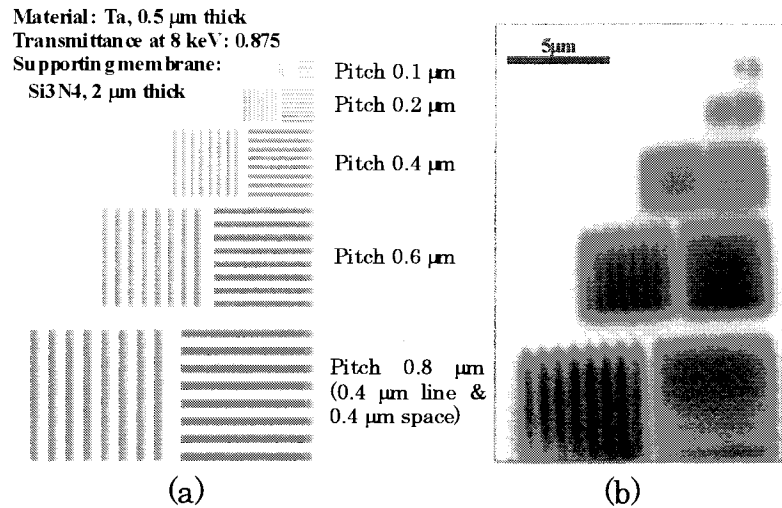 Material: Ta, 0.5 μm thick
Transmittance at 8 keV: 0.875
Supporting membrane:
Si3N4, 2 μm thick
Pitch 0.1 μm
Pitch 0.2 μm
Pitch 0.4 μm
Pitch 0.6 μm
Pitch 0.8 μm
(0.4 μm line &
0.4 μm space)
(a)
5μm
(b)